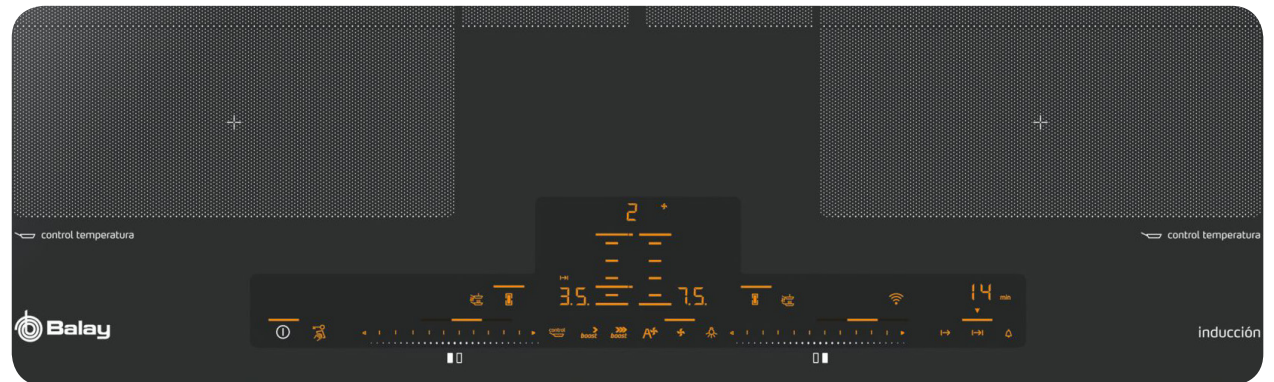 control temperatura
control temperatura
2 +
3.5. 7.5. 14 min
Balay
control boost boost A+ +
inducción